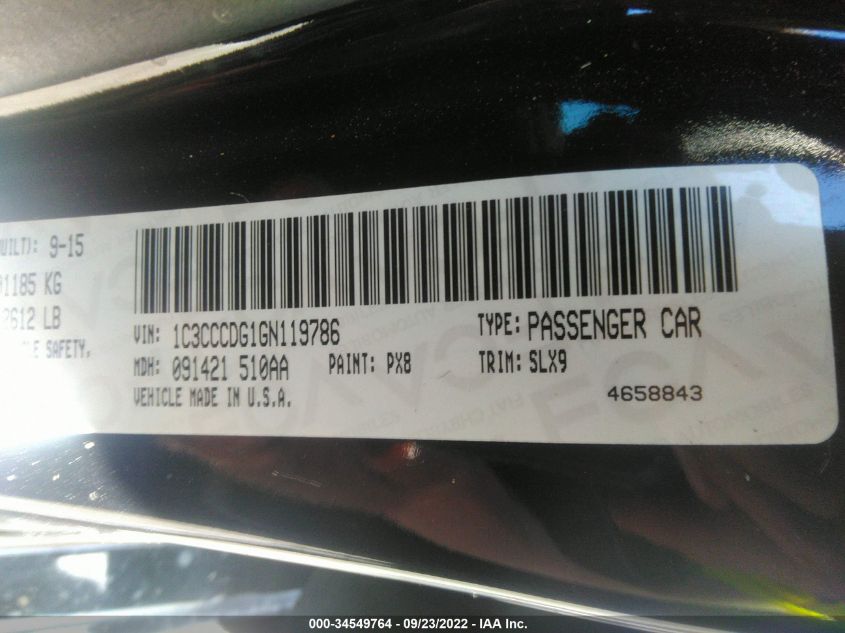 UILT): 9-15
1185 KG
2612 LB
SAFETY.
VIN: 1C3CCCDG1GN119786 TYPE: PASSENGER CAR
MDH: 091421 510AA PAINT: PX8 TRIM: SLX9
VEHICLE MADE IN U.S.A. 4658843
000-34549764 - 09/23/2022 - IAA Inc.